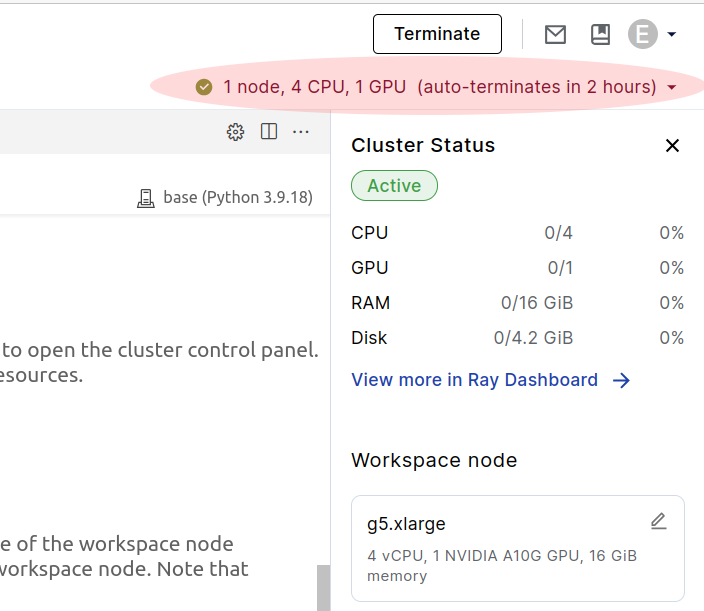 Terminate
E
1 node, 4 CPU, 1 GPU (auto-terminates in 2 hours)
base (Python 3.9.18)
to open the cluster control panel.
esources.
e of the workspace node
workspace node. Note that
Cluster Status
Active
CPU 0/4 0%
GPU 0/1 0%
RAM 0/16 GiB 0%
Disk 0/4.2 GiB 0%
View more in Ray Dashboard
Workspace node
g5.xlarge
4 vCPU, 1 NVIDIA A10G GPU, 16 GiB
memory